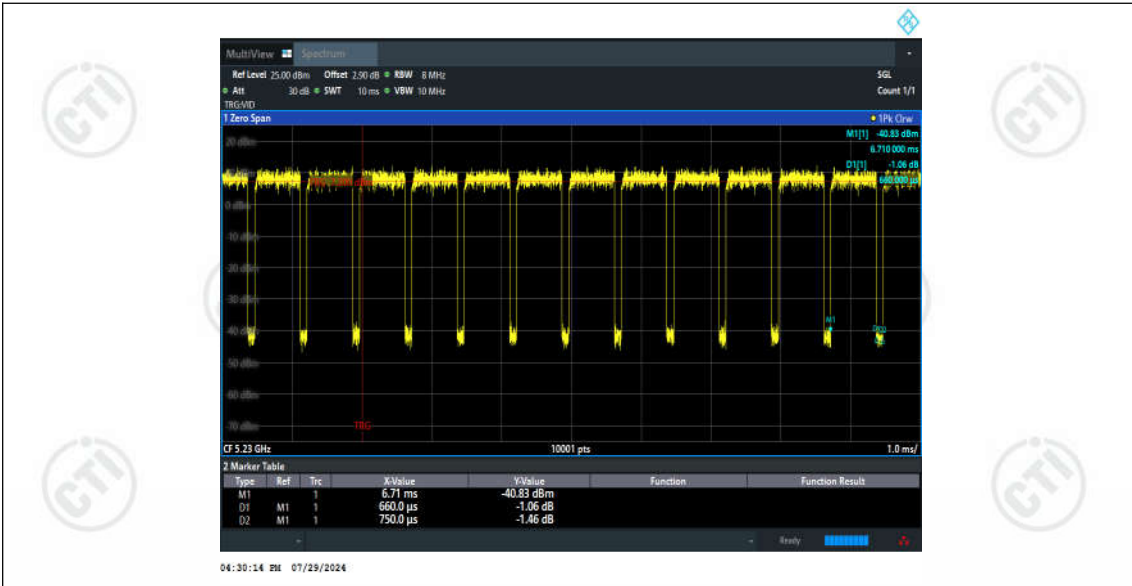 MultiView Spectrum
Ref Level 25.00 dBm Offset 2.90 dB RBW 8 MHz SGL
Att 30 dB SWT 10 ms VBW 10 MHz Count 1/1
TRG:VID
1 Zero Span 1Pk Clrw
M1[1] -40.83 dBm
20 dBm
6.710 000 ms
D1[1] -1.06 dB
660.000 µs
0 dBm
-10 dBm
-20 dBm
-30 dBm
M1
-40 dBm
-50 dBm
-60 dBm
-70 dBm
TRG
CF 5.23 GHz 10001 pts 1.0 ms/
2 Marker Table
Type Ref Trc X-Value Y-Value Function Function Result
M1 1 6.71 ms -40.83 dBm
D1 M1 1 660.0 µs -1.06 dB
D2 M1 1 750.0 µs -1.46 dB
Ready
04:30:14 PM 07/29/2024
CTI
CTI
CTI
CTI